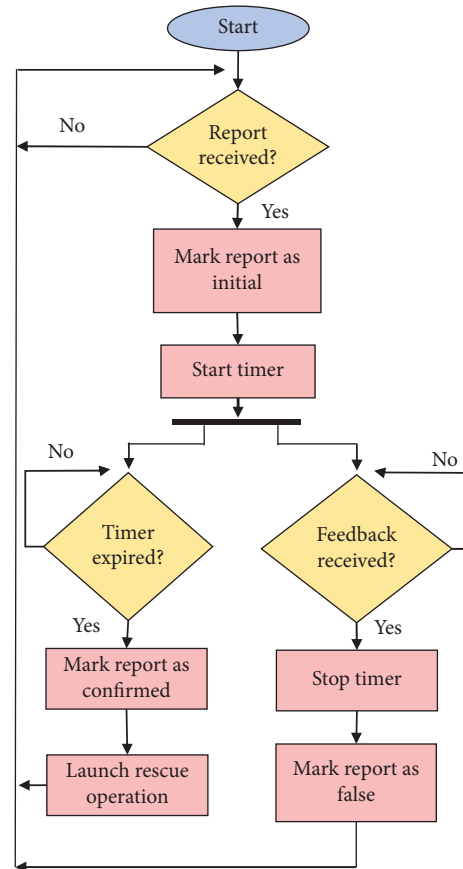 Start
No
Report
received?
Yes
Mark report as
initial
Start timer
No
No
Timer
expired?
Feedback
received?
Yes
Yes
Mark report as
confirmed
Stop timer
Launch rescue
operation
Mark report as
false